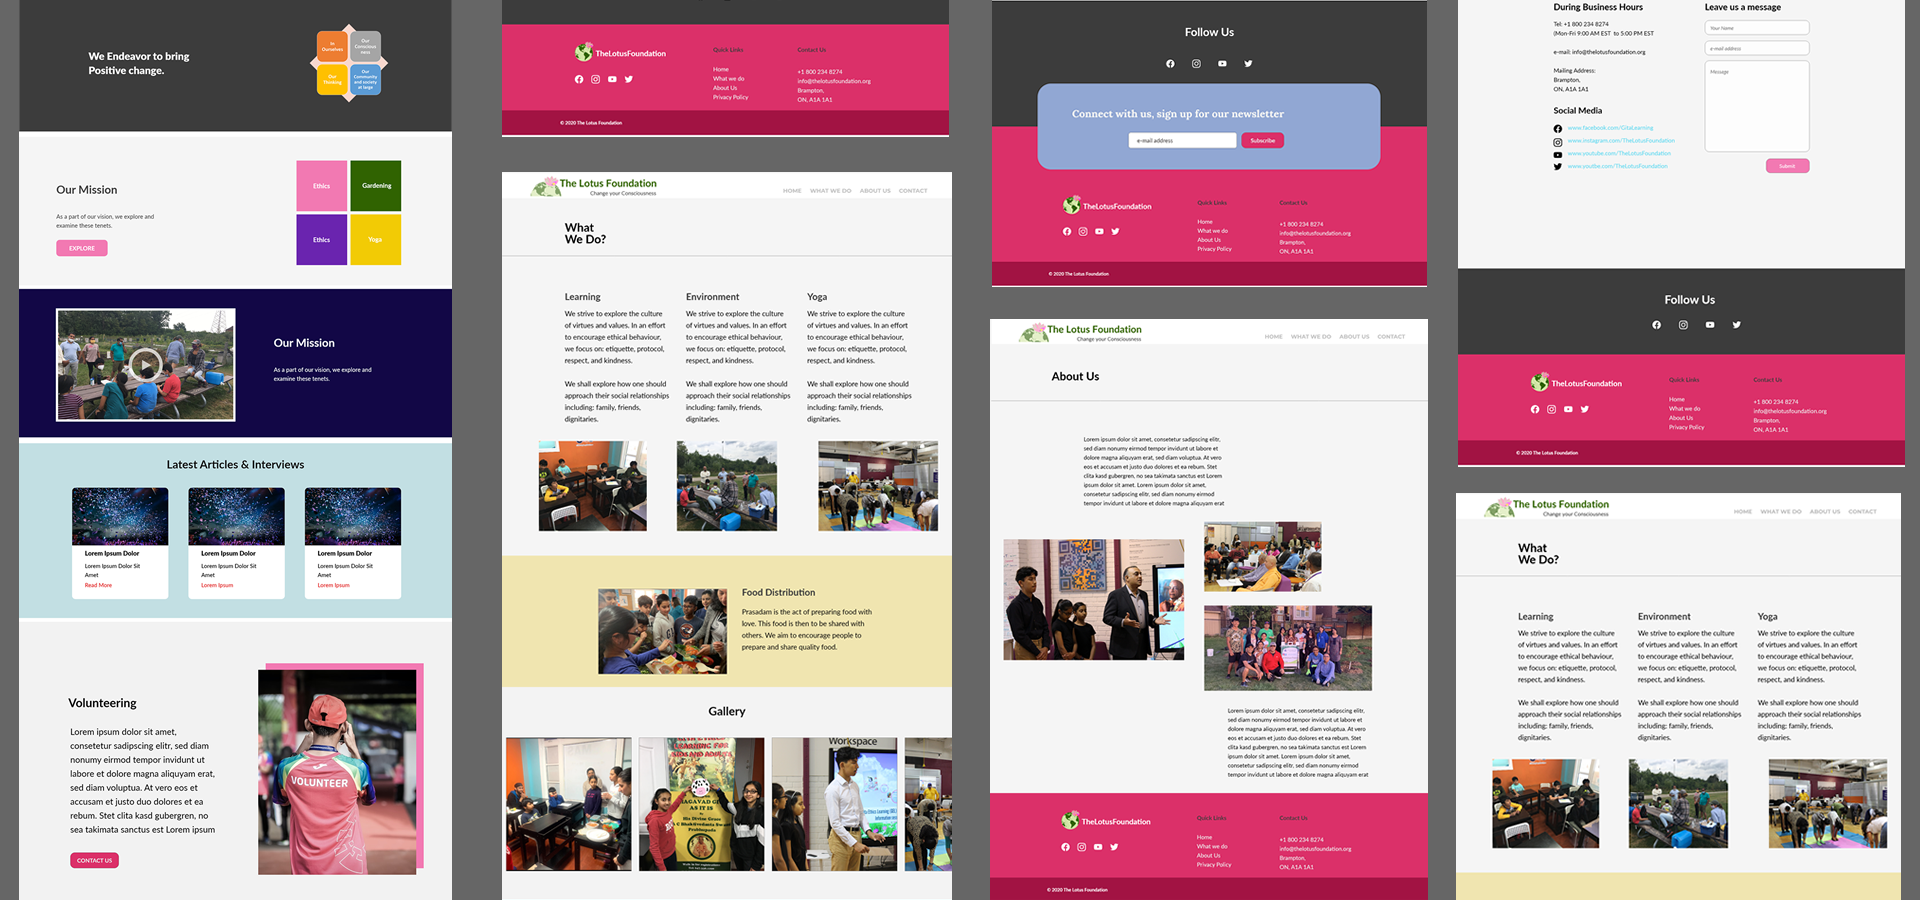 We Endeavor to bring
Positive change.
In
Ourselves
Our
Conscious
ness
Our
Thinking
Our
Community
and society
at large
Our Mission
As a part of our vision, we explore and
examine these tenets.
EXPLORE
Ethics
Gardening
Ethics
Yoga
Our Mission
As a part of our vision, we explore and
examine these tenets.
Latest Articles & Interviews
Lorem Ipsum Dolor
Lorem Ipsum Dolor Sit
Amet
Read More
Lorem Ipsum Dolor
Lorem Ipsum Dolor Sit
Amet
Lorem Ipsum
Lorem Ipsum Dolor
Lorem Ipsum Dolor Sit
Amet
Lorem Ipsum
Volunteering
Lorem ipsum dolor sit amet,
consetetur sadipscing elitr, sed diam
nonumy eirmod tempor invidunt ut
labore et dolore magna aliquyam erat,
sed diam voluptua. At vero eos et
accusam et justo duo dolores et ea
rebum. Stet clita kasd gubergren, no
sea takimata sanctus est Lorem ipsum
CONTACT US
VOLUNTEER
TheLotusFoundation
Quick Links
Home
What we do
About Us
Privacy Policy
Contact Us
+1 800 234 8274
info@thelotusfoundation.org
Brampton,
ON, A1A 1A1
© 2020 The Lotus Foundation
The Lotus Foundation
Change your Consciousness
HOME WHAT WE DO ABOUT US CONTACT
What
We Do?
Learning
We strive to explore the culture
of virtues and values. In an effort
to encourage ethical behaviour,
we focus on: etiquette, protocol,
respect, and kindness.
We shall explore how one should
approach their social relationships
including: family, friends,
dignitaries.
Environment
We strive to explore the culture
of virtues and values. In an effort
to encourage ethical behaviour,
we focus on: etiquette, protocol,
respect, and kindness.
We shall explore how one should
approach their social relationships
including: family, friends,
dignitaries.
Yoga
We strive to explore the culture
of virtues and values. In an effort
to encourage ethical behaviour,
we focus on: etiquette, protocol,
respect, and kindness.
We shall explore how one should
approach their social relationships
including: family, friends,
dignitaries.
Food Distribution
Prasadam is the act of preparing food with
love. This food is then to be shared with
others. We aim to encourage people to
prepare and share quality food.
Gallery
LEARNING FOR
AS IT IS
Workspace
Follow Us
Connect with us, sign up for our newsletter
e-mail address
Subscribe
TheLotusFoundation
Quick Links
Home
What we do
About Us
Privacy Policy
Contact Us
+1 800 234 8274
info@thelotusfoundation.org
Brampton,
ON, A1A 1A1
© 2020 The Lotus Foundation
The Lotus Foundation
Change your Consciousness
HOME WHAT WE DO ABOUT US CONTACT
About Us
Lorem ipsum dolor sit amet, consetetur sadipscing elitr,
sed diam nonumy eirmod tempor invidunt ut labore et
dolore magna aliquyam erat, sed diam voluptua. At vero
eos et accusam et justo duo dolores et ea rebum. Stet
clita kasd gubergren, no sea takimata sanctus est Lorem
ipsum dolor sit amet. Lorem ipsum dolor sit amet,
consetetur sadipscing elitr, sed diam nonumy eirmod
tempor invidunt ut labore et dolore magna aliquyam erat
Lorem ipsum dolor sit amet, consetetur sadipscing elitr,
sed diam nonumy eirmod tempor invidunt ut labore et
dolore magna aliquyam erat, sed diam voluptua. At vero
eos et accusam et justo duo dolores et ea rebum. Stet
clita kasd gubergren, no sea takimata sanctus est Lorem
ipsum dolor sit amet. Lorem ipsum dolor sit amet,
consetetur sadipscing elitr, sed diam nonumy eirmod
tempor invidunt ut labore et dolore magna aliquyam erat
TheLotusFoundation
Quick Links
Home
What we do
About Us
Privacy Policy
Contact Us
+1 800 234 8274
info@thelotusfoundation.org
Brampton,
ON, A1A 1A1
© 2020 The Lotus Foundation
During Business Hours
Tel: +1 800 234 8274
(Mon-Fri 9:00 AM EST to 5:00 PM EST
e-mail: info@thelotusfoundation.org
Mailing Address:
Brampton,
ON, A1A 1A1
Social Media
www.facebook.com/GitaLearning
www.instagram.com/TheLotusFoundation
www.youtube.com/TheLotusFoundation
www.youtbe.com/TheLotusFoundation
Leave us a message
Your Name
e-mail address
Message
Submit
Follow Us
TheLotusFoundation
Quick Links
Home
What we do
About Us
Privacy Policy
Contact Us
+1 800 234 8274
info@thelotusfoundation.org
Brampton,
ON, A1A 1A1
© 2020 The Lotus Foundation
The Lotus Foundation
Change your Consciousness
HOME WHAT WE DO ABOUT US CONTACT
What
We Do?
Learning
We strive to explore the culture
of virtues and values. In an effort
to encourage ethical behaviour,
we focus on: etiquette, protocol,
respect, and kindness.
We shall explore how one should
approach their social relationships
including: family, friends,
dignitaries.
Environment
We strive to explore the culture
of virtues and values. In an effort
to encourage ethical behaviour,
we focus on: etiquette, protocol,
respect, and kindness.
We shall explore how one should
approach their social relationships
including: family, friends,
dignitaries.
Yoga
We strive to explore the culture
of virtues and values. In an effort
to encourage ethical behaviour,
we focus on: etiquette, protocol,
respect, and kindness.
We shall explore how one should
approach their social relationships
including: family, friends,
dignitaries.